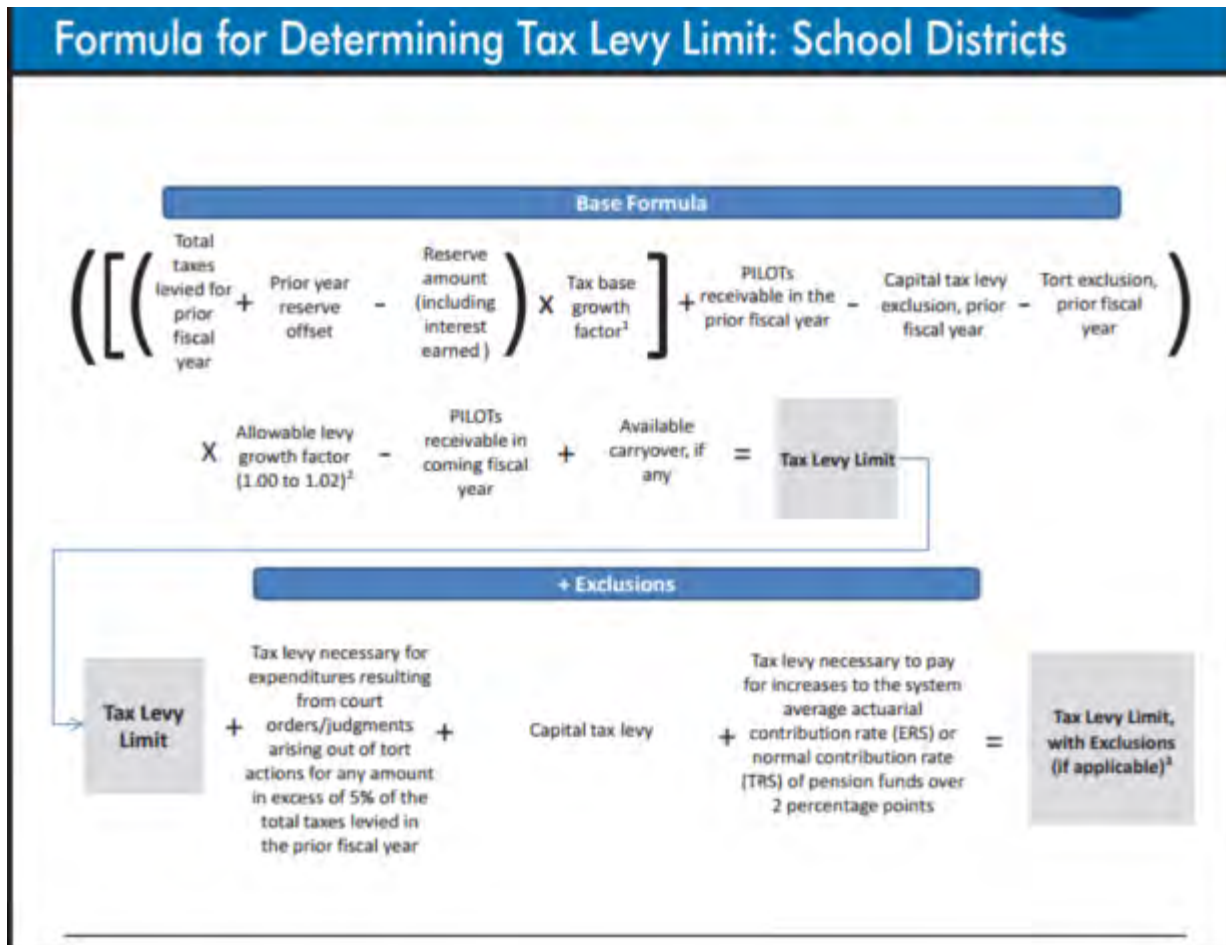 Formula for Determining Tax Levy Limit: School Districts
Base Formula
( [ ( Total taxes levied for prior fiscal year + Prior year reserve offset - Reserve amount (including interest earned ) ) X Tax base growth factor¹ ] + PILOTs receivable in the prior fiscal year - Capital tax levy exclusion, prior fiscal year - Tort exclusion, prior fiscal year )
X Allowable levy growth factor (1.00 to 1.02)² - PILOTs receivable in coming fiscal year + Available carryover, if any = Tax Levy Limit
+ Exclusions
Tax Levy Limit + Tax levy necessary for expenditures resulting from court orders/judgments arising out of tort actions for any amount in excess of 5% of the total taxes levied in the prior fiscal year + Capital tax levy + Tax levy necessary to pay for increases to the system average actuarial contribution rate (ERS) or normal contribution rate (TRS) of pension funds over 2 percentage points = Tax Levy Limit, with Exclusions (if applicable)³